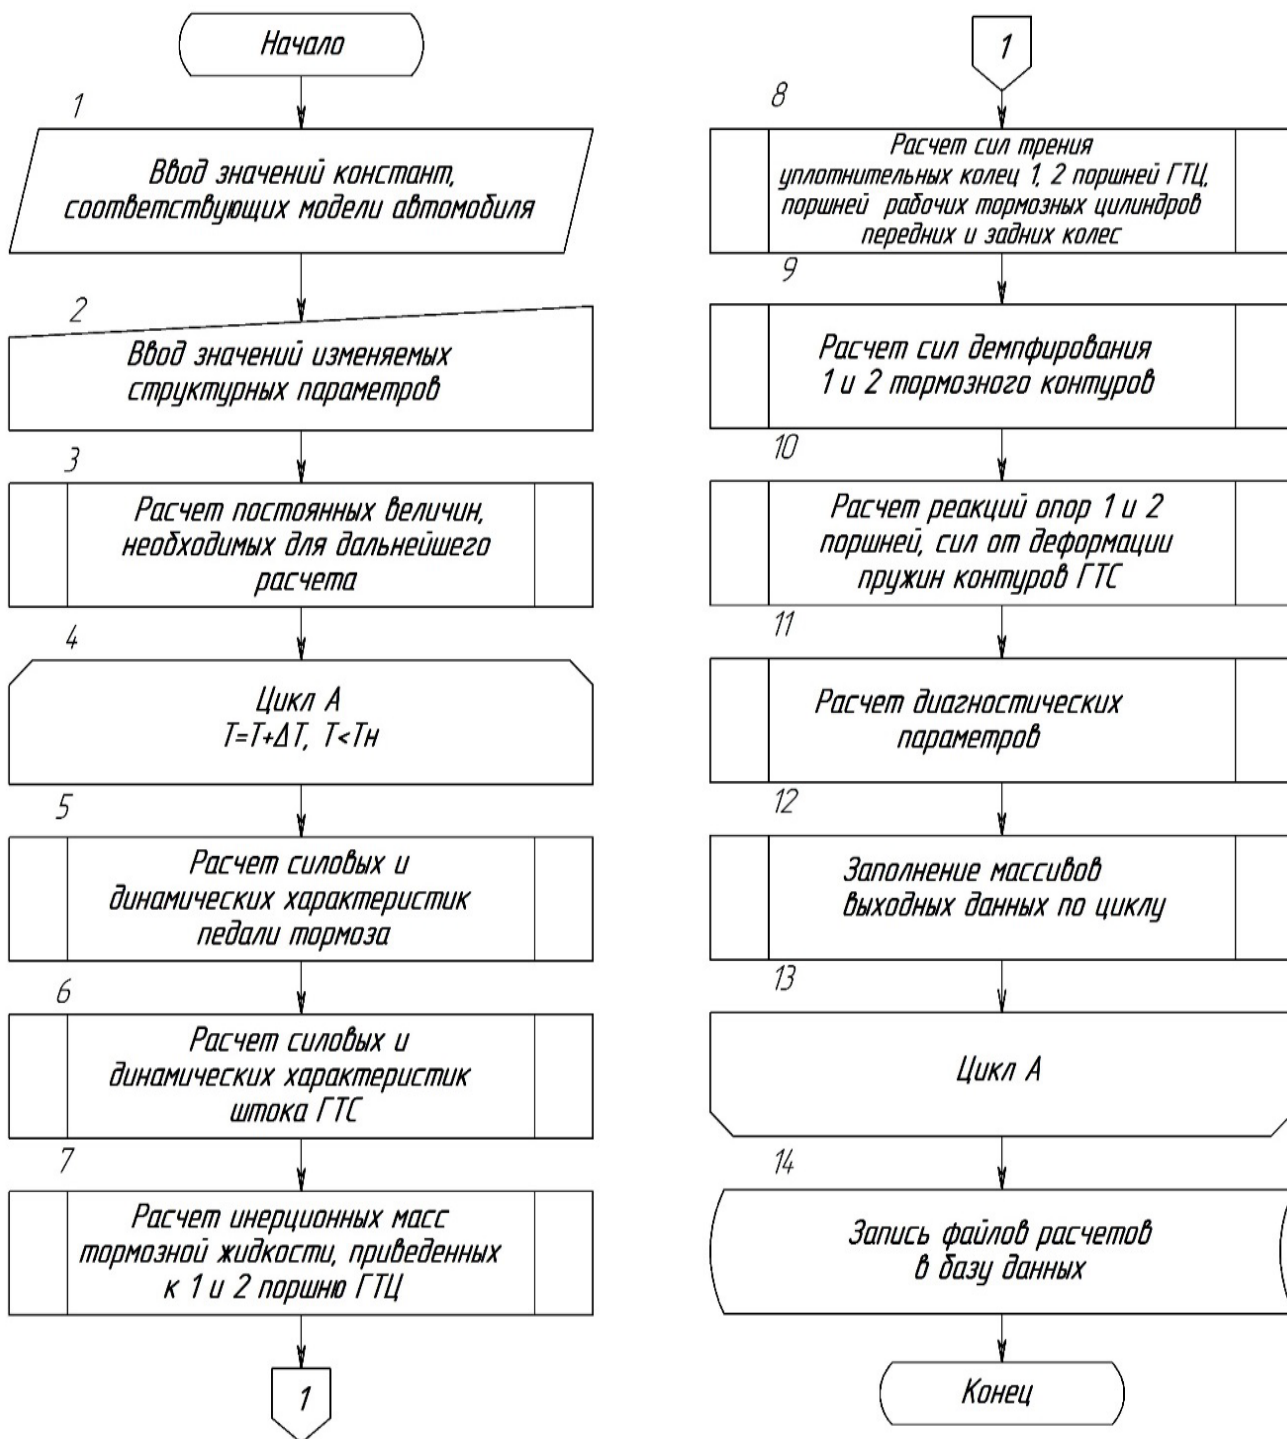 Начало
1
Ввод значений констант,
соответствующих модели автомобиля
2
Ввод значений изменяемых
структурных параметров
3
Расчет постоянных величин,
необходимых для дальнейшего
расчета
4
Цикл А
T=T+ΔT, T<Tн
5
Расчет силовых и
динамических характеристик
педали тормоза
6
Расчет силовых и
динамических характеристик
штока ГТС
7
Расчет инерционных масс
тормозной жидкости, приведенных
к 1 и 2 поршню ГТЦ
1
1
8
Расчет сил трения
уплотнительных колец 1, 2 поршней ГТЦ,
поршней рабочих тормозных цилиндров
передних и задних колес
9
Расчет сил демпфирования
1 и 2 тормозного контуров
10
Расчет реакций опор 1 и 2
поршней, сил от деформации
пружин контуров ГТС
11
Расчет диагностических
параметров
12
Заполнение массивов
выходных данных по циклу
13
Цикл А
14
Запись файлов расчетов
в базу данных
Конец